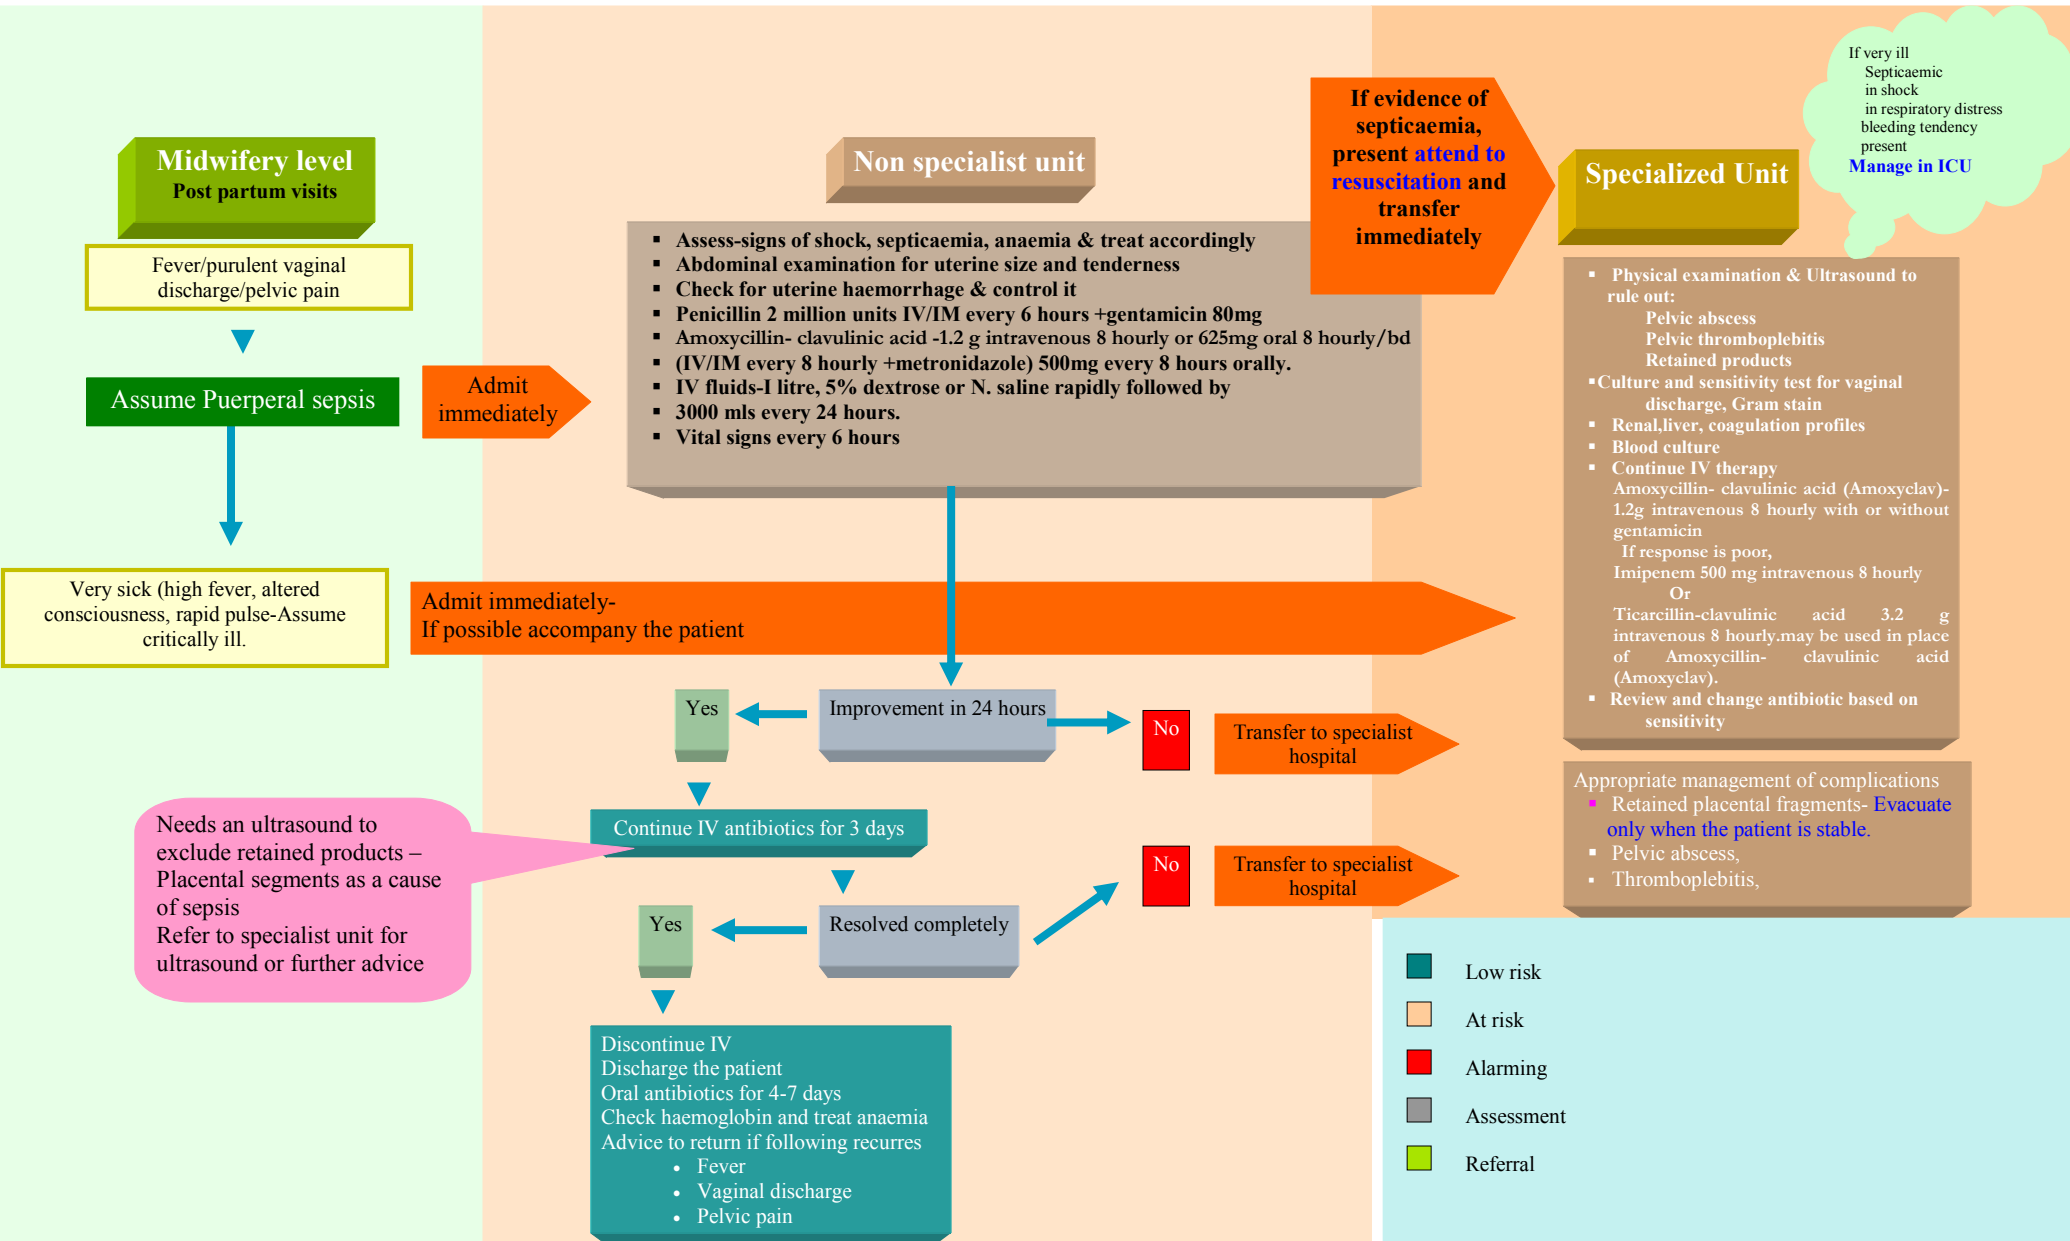 Midwifery level
Post partum visits
Fever/purulent vaginal
discharge/pelvic pain
Assume Puerperal sepsis
Very sick (high fever, altered
consciousness, rapid pulse-Assume
critically ill.
Admit
immediately
Admit immediately-
If possible accompany the patient
Non specialist unit
▪ Assess-signs of shock, septicaemia, anaemia & treat accordingly
▪ Abdominal examination for uterine size and tenderness
▪ Check for uterine haemorrhage & control it
▪ Penicillin 2 million units IV/IM every 6 hours +gentamicin 80mg
▪ Amoxycillin- clavulinic acid -1.2 g intravenous 8 hourly or 625mg oral 8 hourly/bd
▪ (IV/IM every 8 hourly +metronidazole) 500mg every 8 hours orally.
▪ IV fluids-I litre, 5% dextrose or N. saline rapidly followed by
▪ 3000 mls every 24 hours.
▪ Vital signs every 6 hours
If evidence of
septicaemia,
present attend to
resuscitation and
transfer
immediately
Improvement in 24 hours
Yes
No
Transfer to specialist
hospital
Continue IV antibiotics for 3 days
Needs an ultrasound to
exclude retained products –
Placental segments as a cause
of sepsis
Refer to specialist unit for
ultrasound or further advice
Resolved completely
Yes
No
Transfer to specialist
hospital
Discontinue IV
Discharge the patient
Oral antibiotics for 4-7 days
Check haemoglobin and treat anaemia
Advice to return if following recurres
• Fever
• Vaginal discharge
• Pelvic pain
Specialized Unit
If very ill
Septicaemic
in shock
in respiratory distress
bleeding tendency
present
Manage in ICU
▪ Physical examination & Ultrasound to
rule out:
Pelvic abscess
Pelvic thromboplebitis
Retained products
▪Culture and sensitivity test for vaginal
discharge, Gram stain
▪ Renal,liver, coagulation profiles
▪ Blood culture
▪ Continue IV therapy
Amoxycillin- clavulinic acid (Amoxyclav)-
1.2g intravenous 8 hourly with or without
gentamicin
If response is poor,
Imipenem 500 mg intravenous 8 hourly
Or
Ticarcillin-clavulinic acid 3.2 g
intravenous 8 hourly.may be used in place
of Amoxycillin- clavulinic acid
(Amoxyclav).
▪ Review and change antibiotic based on
sensitivity
Appropriate management of complications
▪ Retained placental fragments- Evacuate
only when the patient is stable.
▪ Pelvic abscess,
▪ Thromboplebitis,
Low risk
At risk
Alarming
Assessment
Referral